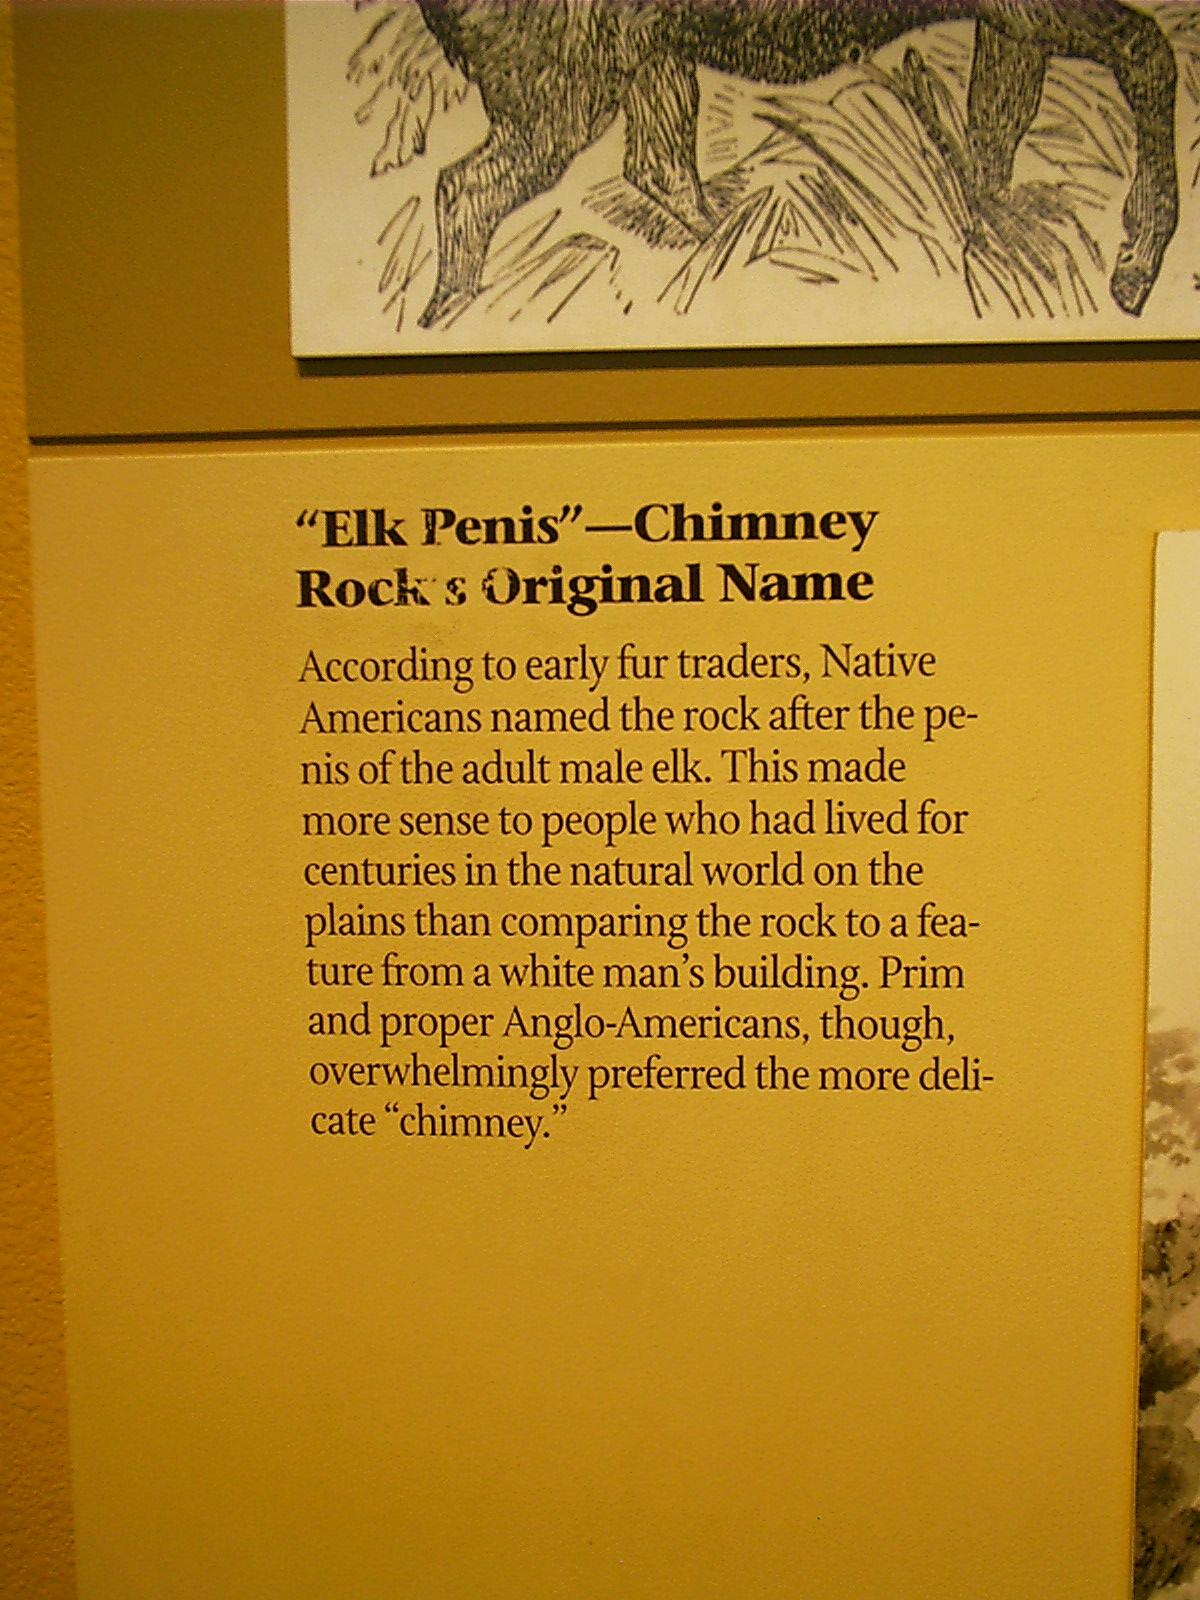 “Elk Penis”—Chimney
Rock's Original Name
According to early fur traders, Native
Americans named the rock after the pe-
nis of the adult male elk. This made
more sense to people who had lived for
centuries in the natural world on the
plains than comparing the rock to a fea-
ture from a white man’s building. Prim
and proper Anglo-Americans, though,
overwhelmingly preferred the more deli-
cate “chimney.”